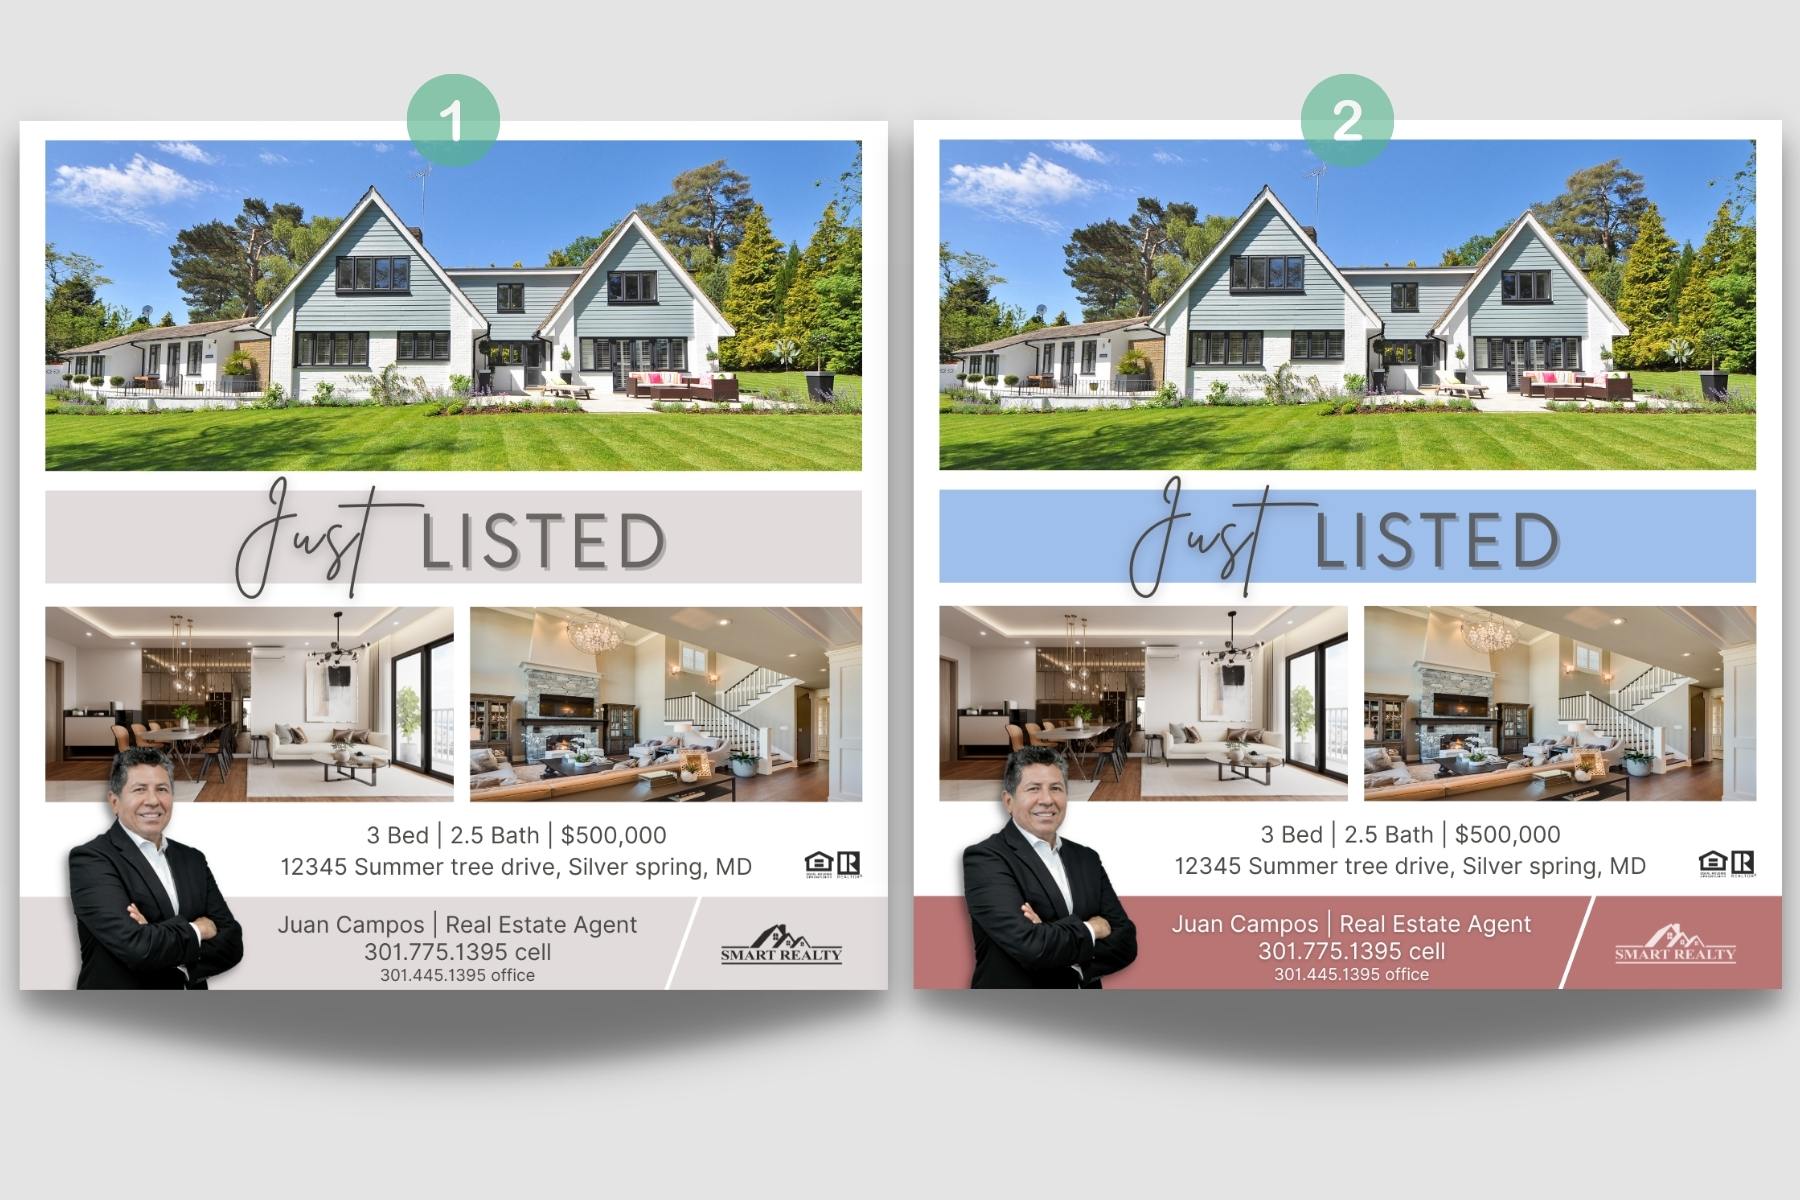 1
Just LISTED
3 Bed | 2.5 Bath | $500,000
12345 Summer tree drive, Silver spring, MD
Juan Campos | Real Estate Agent
301.775.1395 cell
301.445.1395 office
SMART REALTY
2
Just LISTED
3 Bed | 2.5 Bath | $500,000
12345 Summer tree drive, Silver spring, MD
Juan Campos | Real Estate Agent
301.775.1395 cell
301.445.1395 office
SMART REALTY